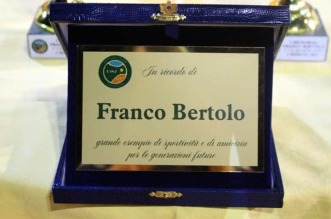 In ricordo di
Franco Bertolo
grande esempio di sportività e di amicizia
per le generazioni future